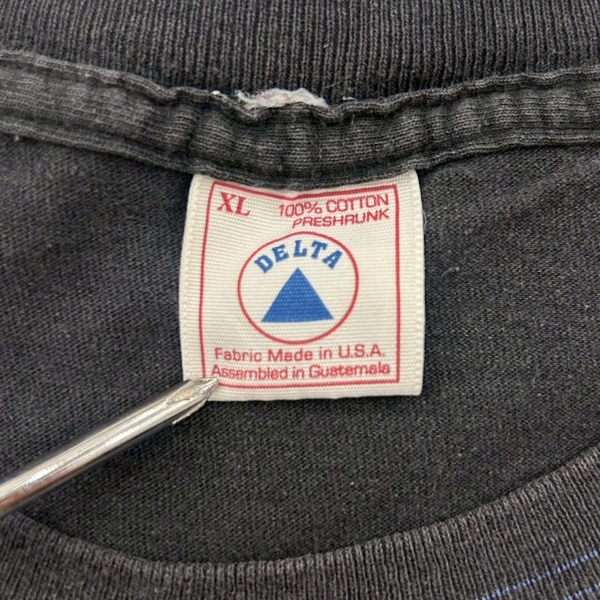 XL
100% COTTON
PRESHRUNK
DELTA
Fabric Made in U.S.A.
Assembled in Guatemala